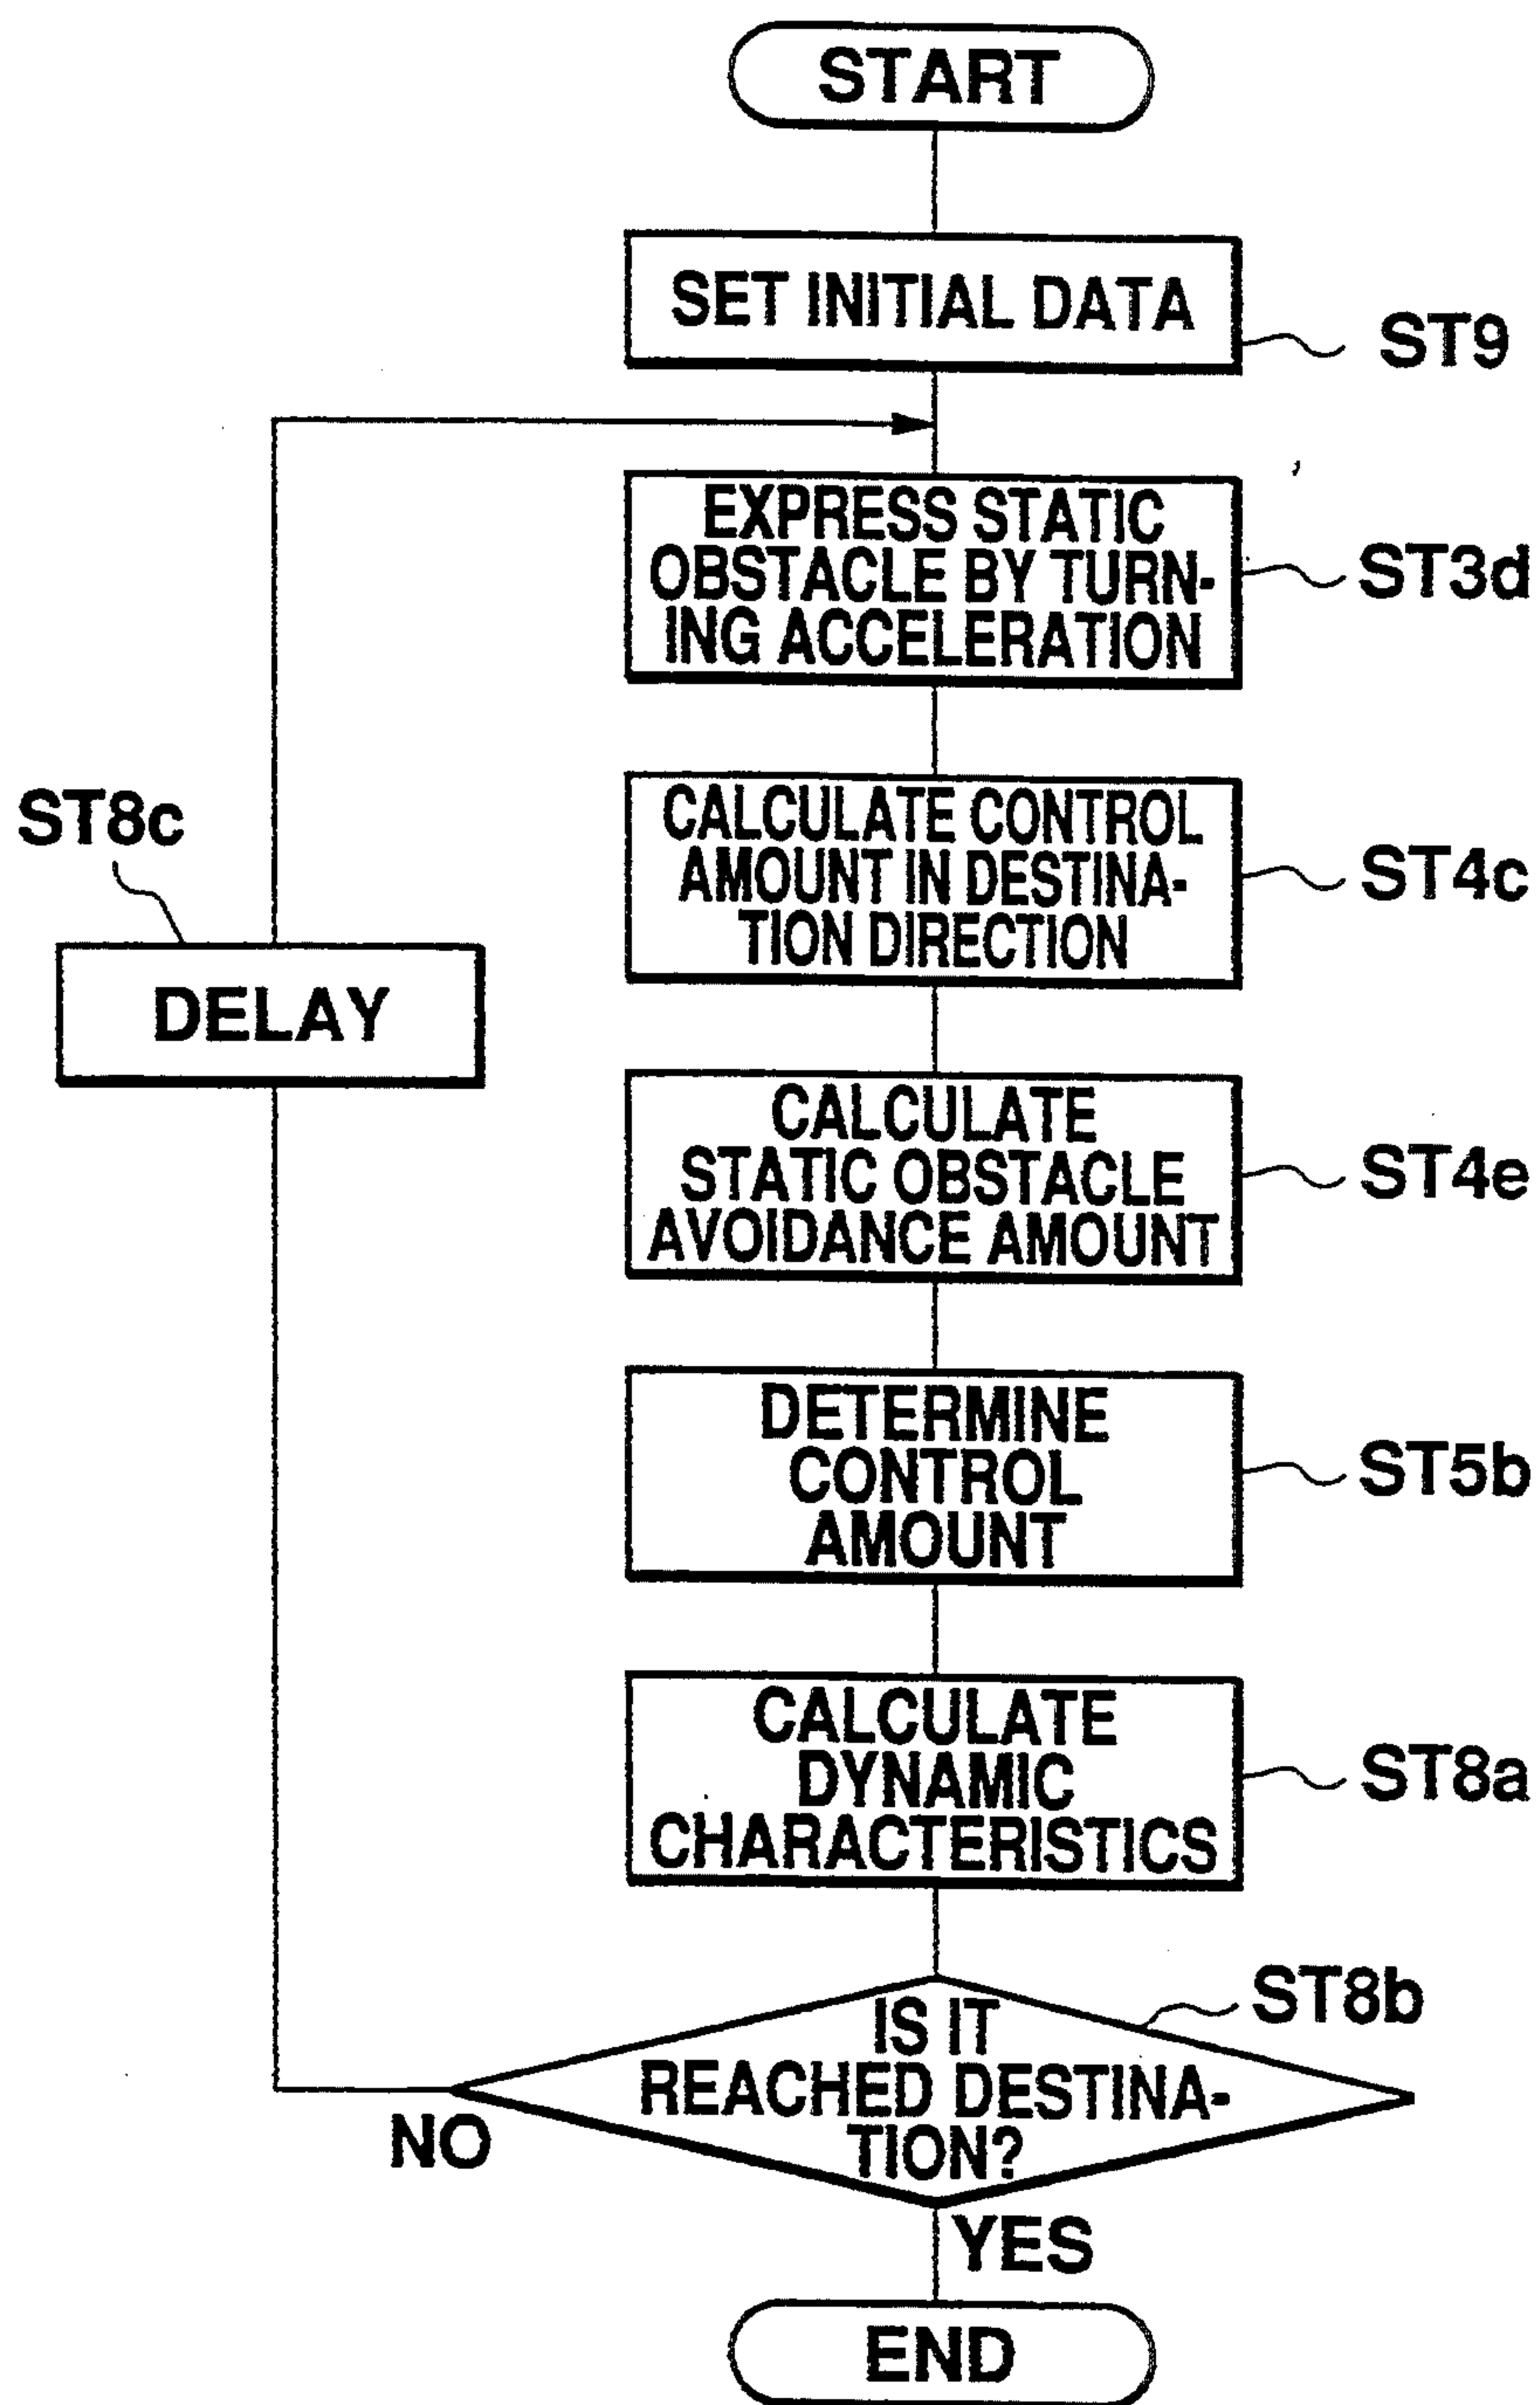 START
SET INITIAL DATA
ST9
EXPRESS STATIC
OBSTACLE BY TURN-
ING ACCELERATION
ST3d
CALCULATE CONTROL
AMOUNT IN DESTINA-
TION DIRECTION
ST4c
ST8c
DELAY
CALCULATE
STATIC OBSTACLE
AVOIDANCE AMOUNT
ST4e
DETERMINE
CONTROL
AMOUNT
ST5b
CALCULATE
DYNAMIC
CHARACTERISTICS
ST8a
IS IT
REACHED DESTINA-
TION?
ST8b
NO
YES
END